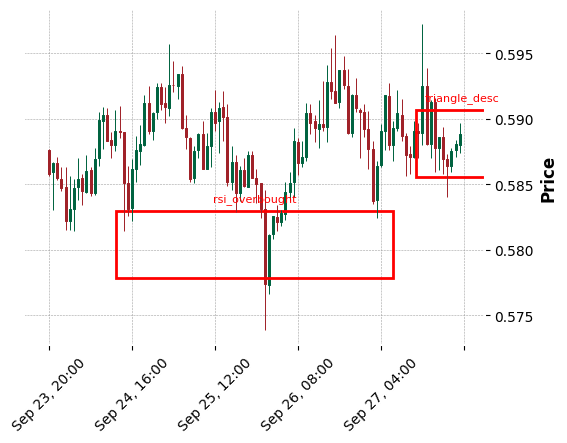 0.595
triangle_desc
0.590
0.585
rsi_overbought
0.580
0.575
Price
Sep 23, 20:00
Sep 24, 16:00
Sep 25, 12:00
Sep 26, 08:00
Sep 27, 04:00